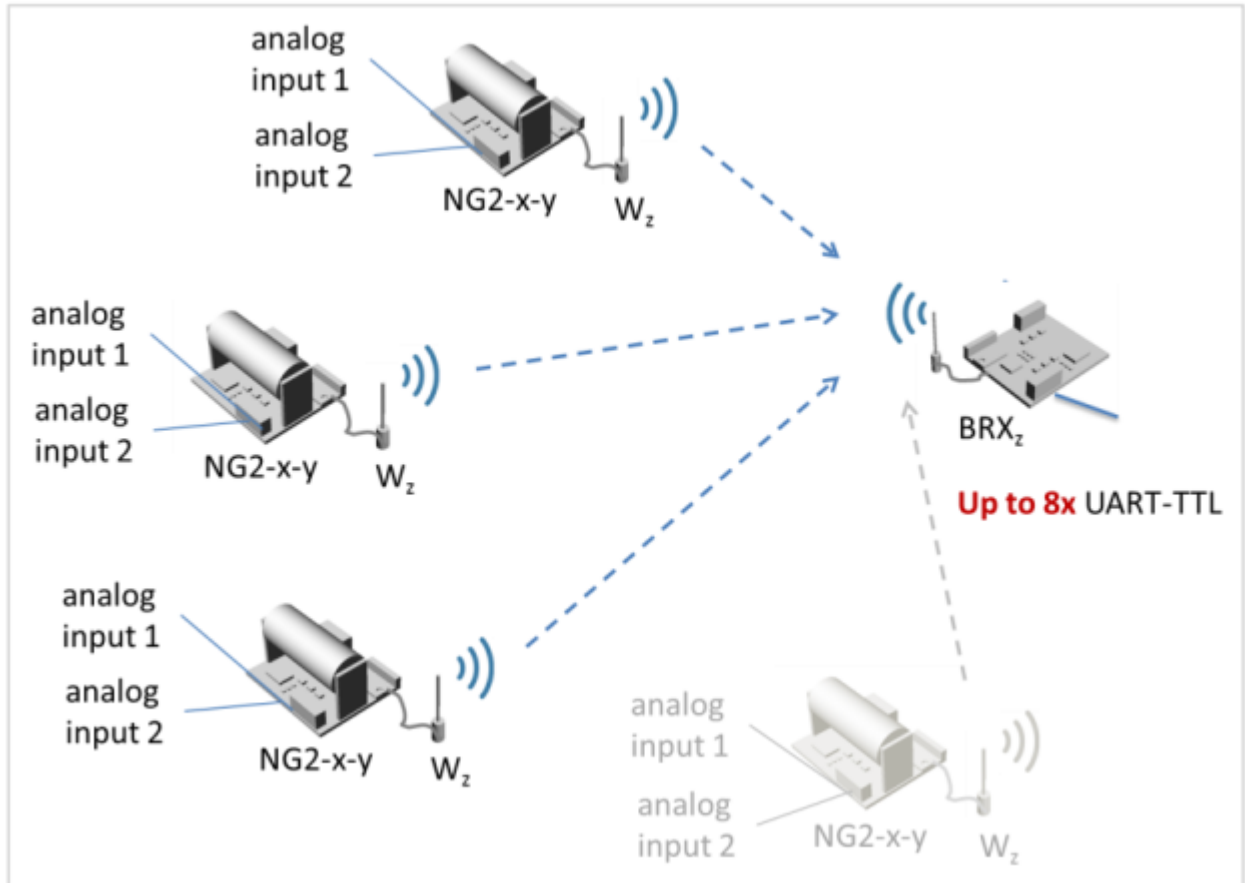 analog
input 1
analog
input 2
NG2-x-y
Wz
analog
input 1
analog
input 2
NG2-x-y
Wz
BRXz
Up to 8x UART-TTL
analog
input 1
analog
input 2
NG2-x-y
Wz
analog
input 1
analog
input 2
NG2-x-y
Wz